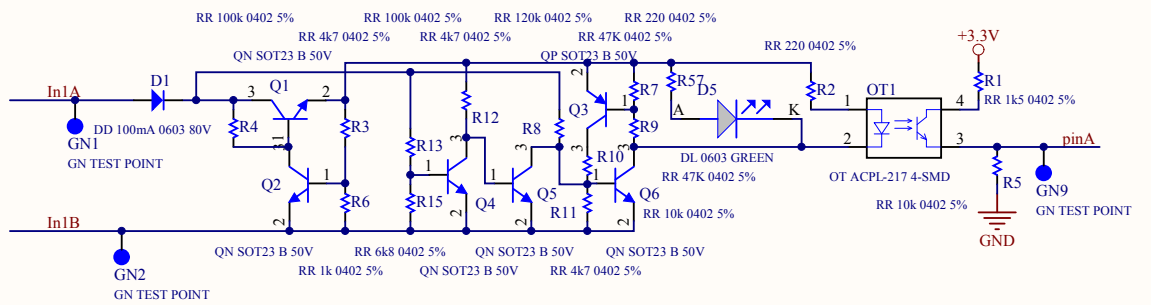 RR 100k 0402 5%
RR 100k 0402 5%
RR 120k 0402 5%
RR 220 0402 5%
RR 4k7 0402 5%
RR 4k7 0402 5%
RR 47K 0402 5%
QN SOT23 B 50V
QP SOT23 B 50V
RR 220 0402 5%
+3.3V
In1A
D1
3
Q1
2
2
R7
R57
D5
R2
OT1
R1
DD 100mA 0603 80V
R4
R3
R12
R8
Q3
1
A
K
1
4
RR 1k5 0402 5%
GN1
GN TEST POINT
1
3
R13
3
3
R9
3
2
3
pinA
Q2
1
1
Q4
1
Q5
R10
1
Q6
DL 0603 GREEN
RR 47K 0402 5%
OT ACPL-217 4-SMD
R5
GN9
GN TEST POINT
R6
R15
R11
RR 10k 0402 5%
RR 10k 0402 5%
In1B
2
2
2
2
GND
GN2
GN TEST POINT
QN SOT23 B 50V
RR 6k8 0402 5%
QN SOT23 B 50V
QN SOT23 B 50V
RR 1k 0402 5%
QN SOT23 B 50V
RR 4k7 0402 5%